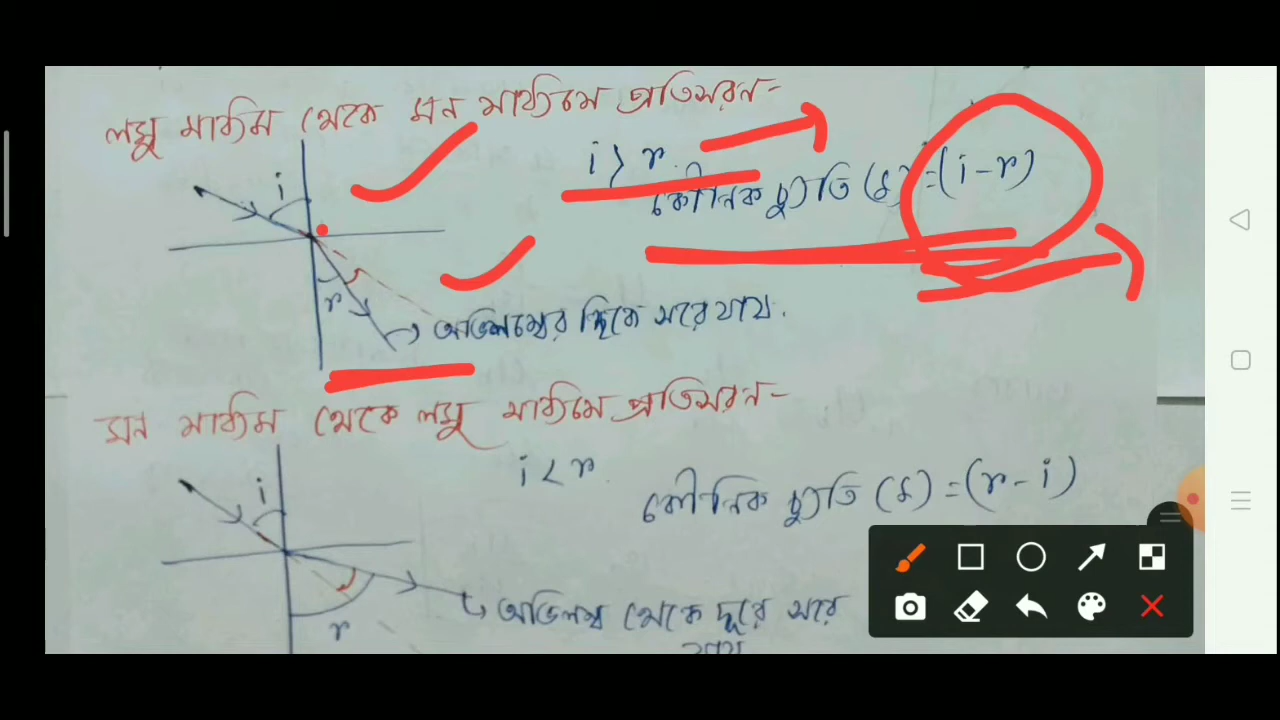 লঘু মাধ্যম থেকে ঘন মাধ্যমে প্রতিসরণ-
i
i > r.
কৌণিক চ্যুতি (δ) = (i - r)
r
অভিলম্বের দিকে সরে যায়.
ঘন মাধ্যম থেকে লঘু মাধ্যমে প্রতিসরণ-
i
i < r.
কৌণিক চ্যুতি (δ) = (r - i)
অভিলম্ব থেকে দূরে সরে
যায়
r